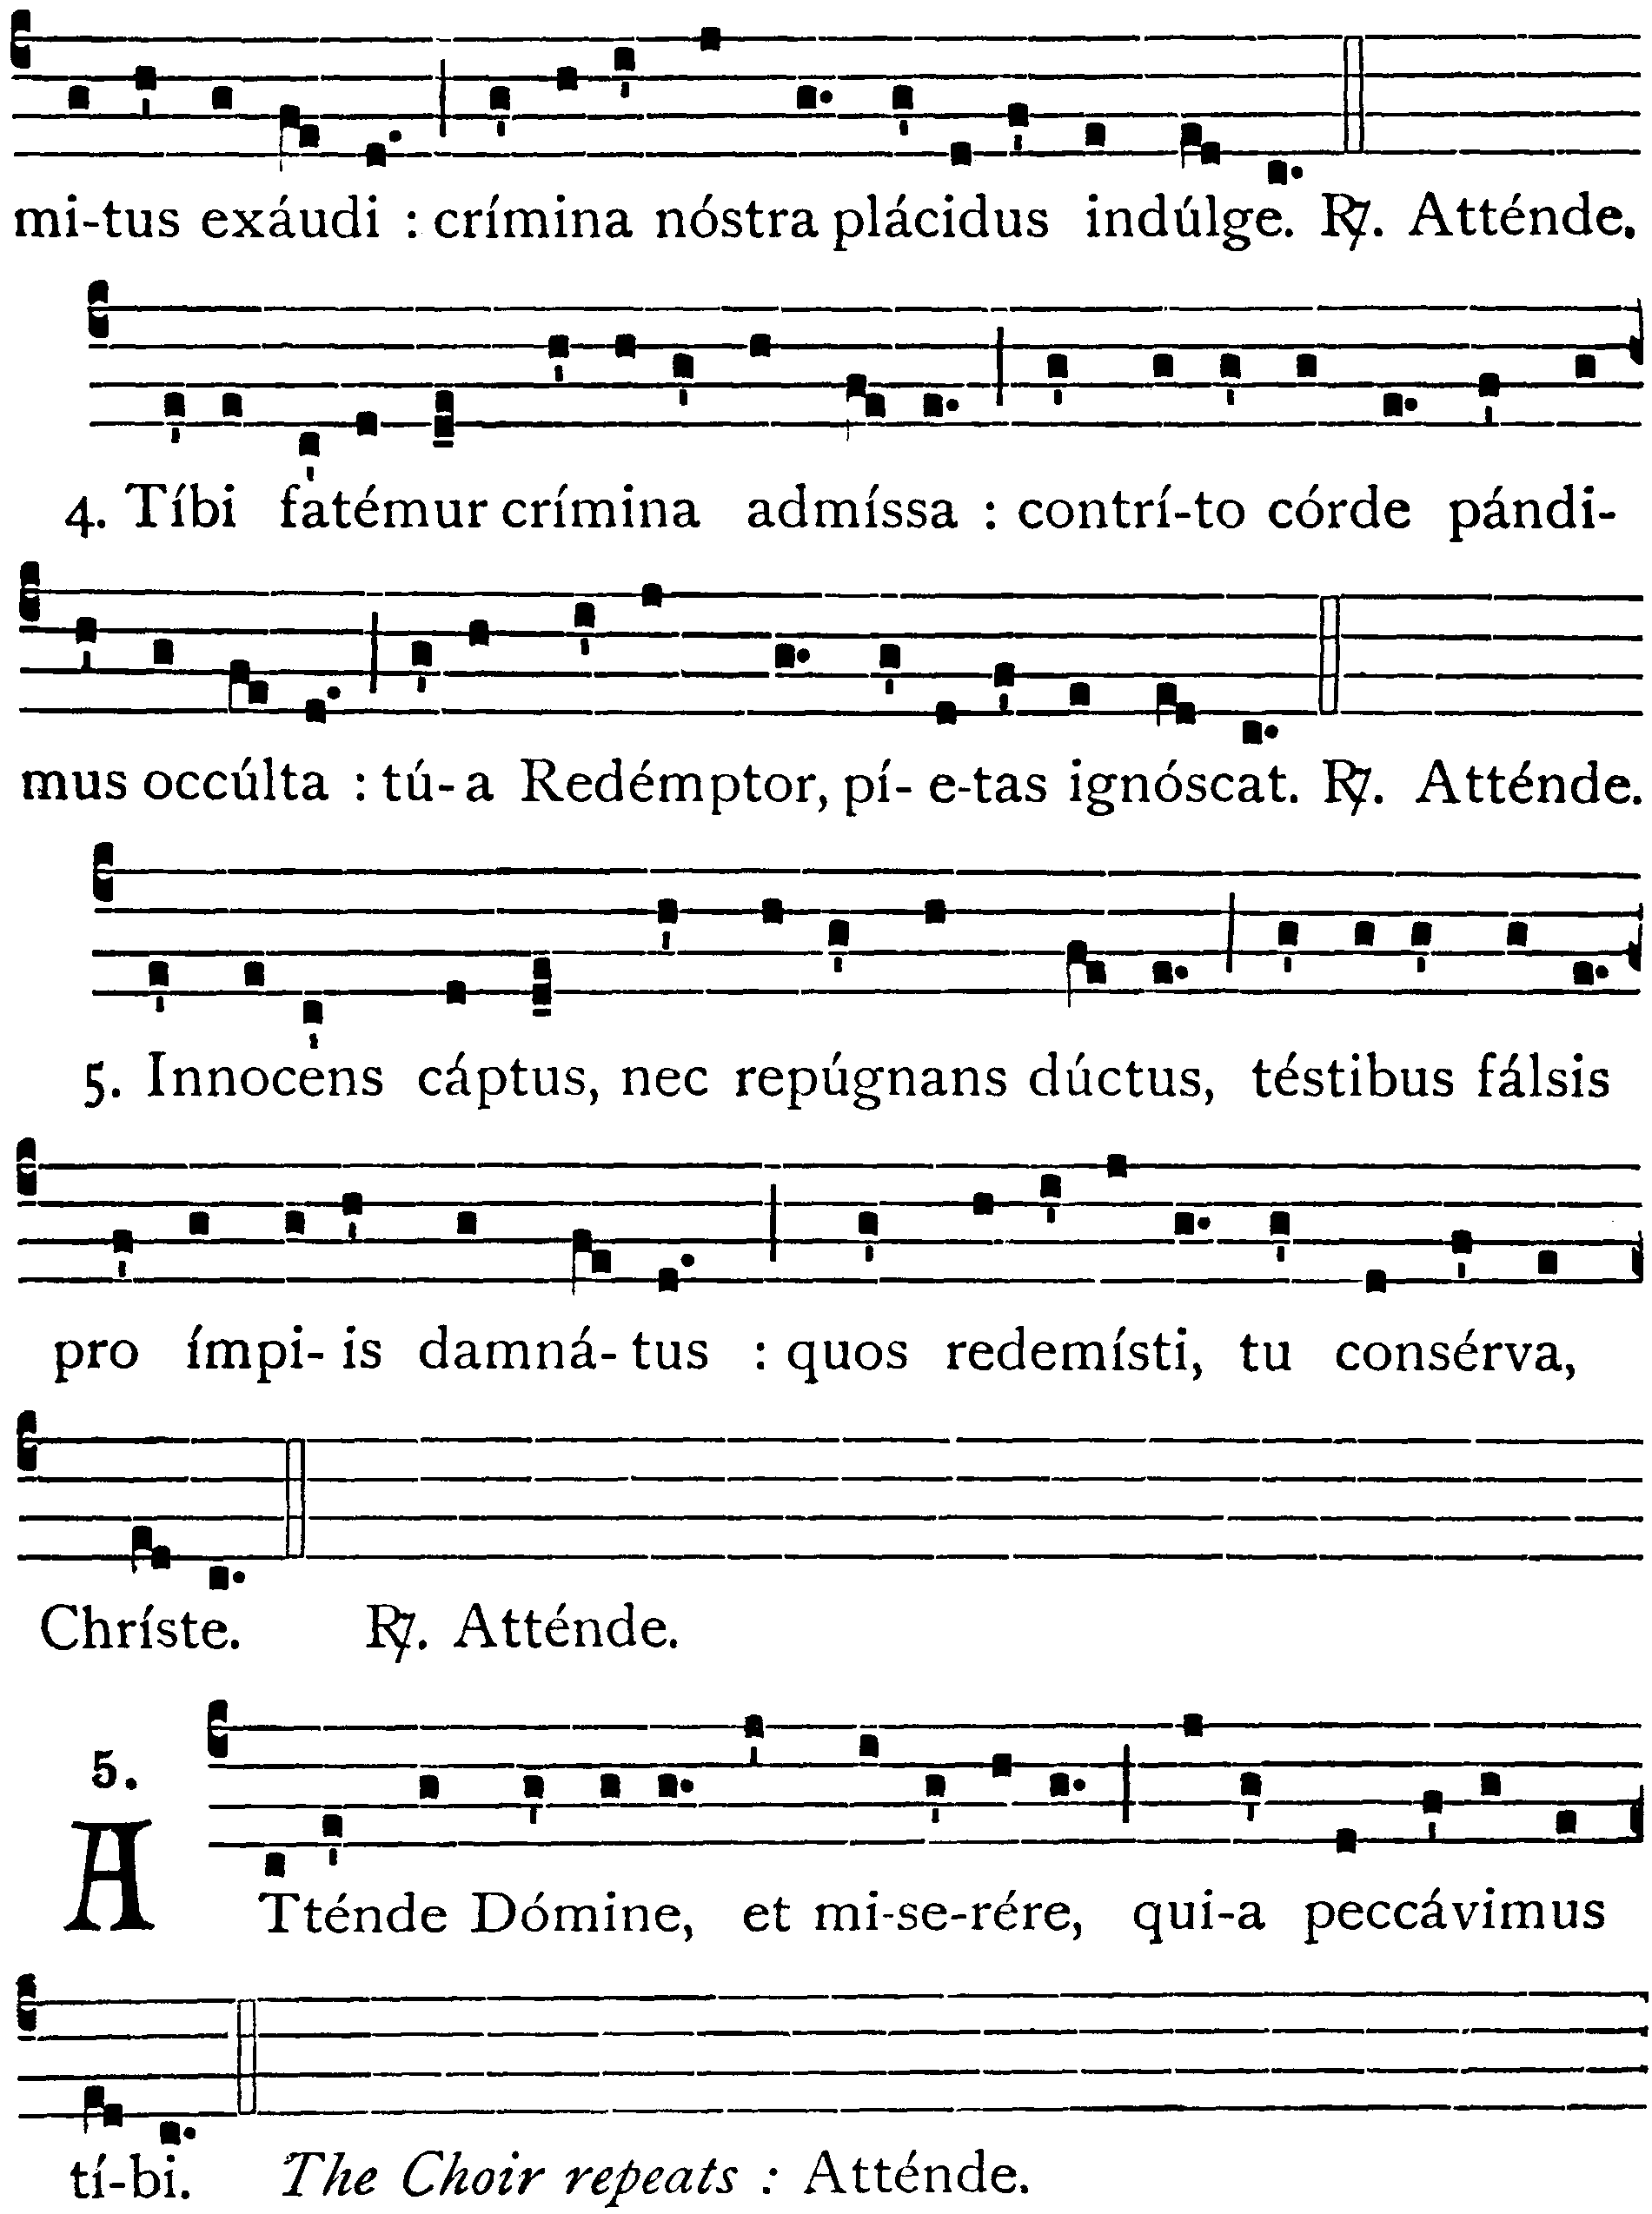 mi-tus exáudi : crímina nóstra plácidus indúlge. ℟. Atténde.
4. Tíbi fatémur crímina admíssa : contrí-to córde pándi-
mus occúlta : tú-a Redémptor, pí-e-tas ignóscat. ℟. Atténde.
5. Innocens cáptus, nec repúgnans dúctus, téstibus fálsis
pro ímpi-is damná-tus : quos redemísti, tu consérva,
Chríste. ℟. Atténde.
5.
ATténde Dómine, et mi-se-rére, qui-a peccávimus
tí-bi. The Choir repeats : Atténde.